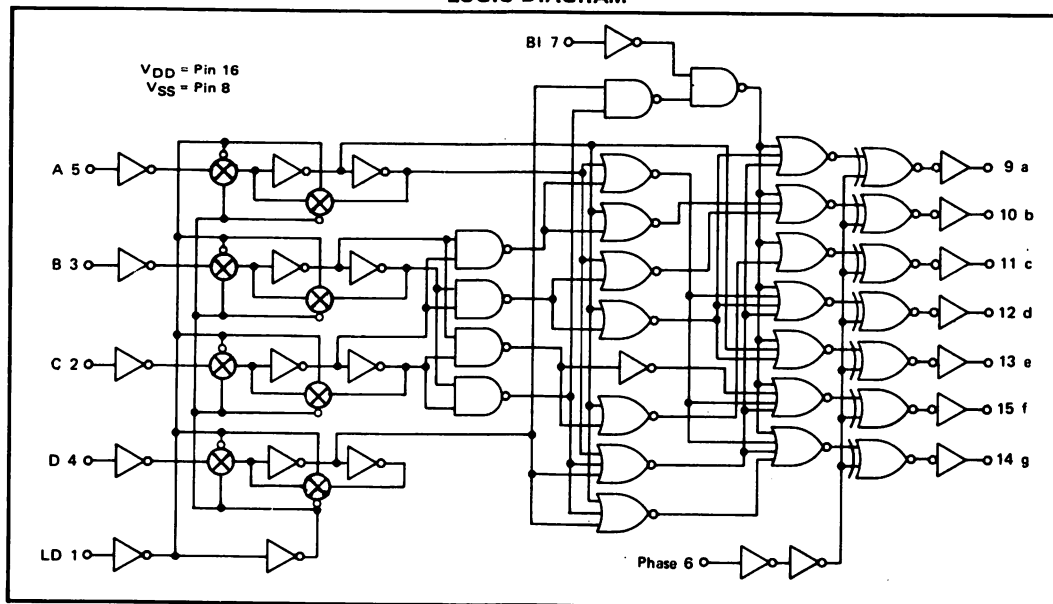 LOGIC DIAGRAM
BI 7
VDD = Pin 16
VSS = Pin 8
A 5
9 a
10 b
B 3
11 c
12 d
C 2
13 e
15 f
D 4
14 g
LD 1
Phase 6